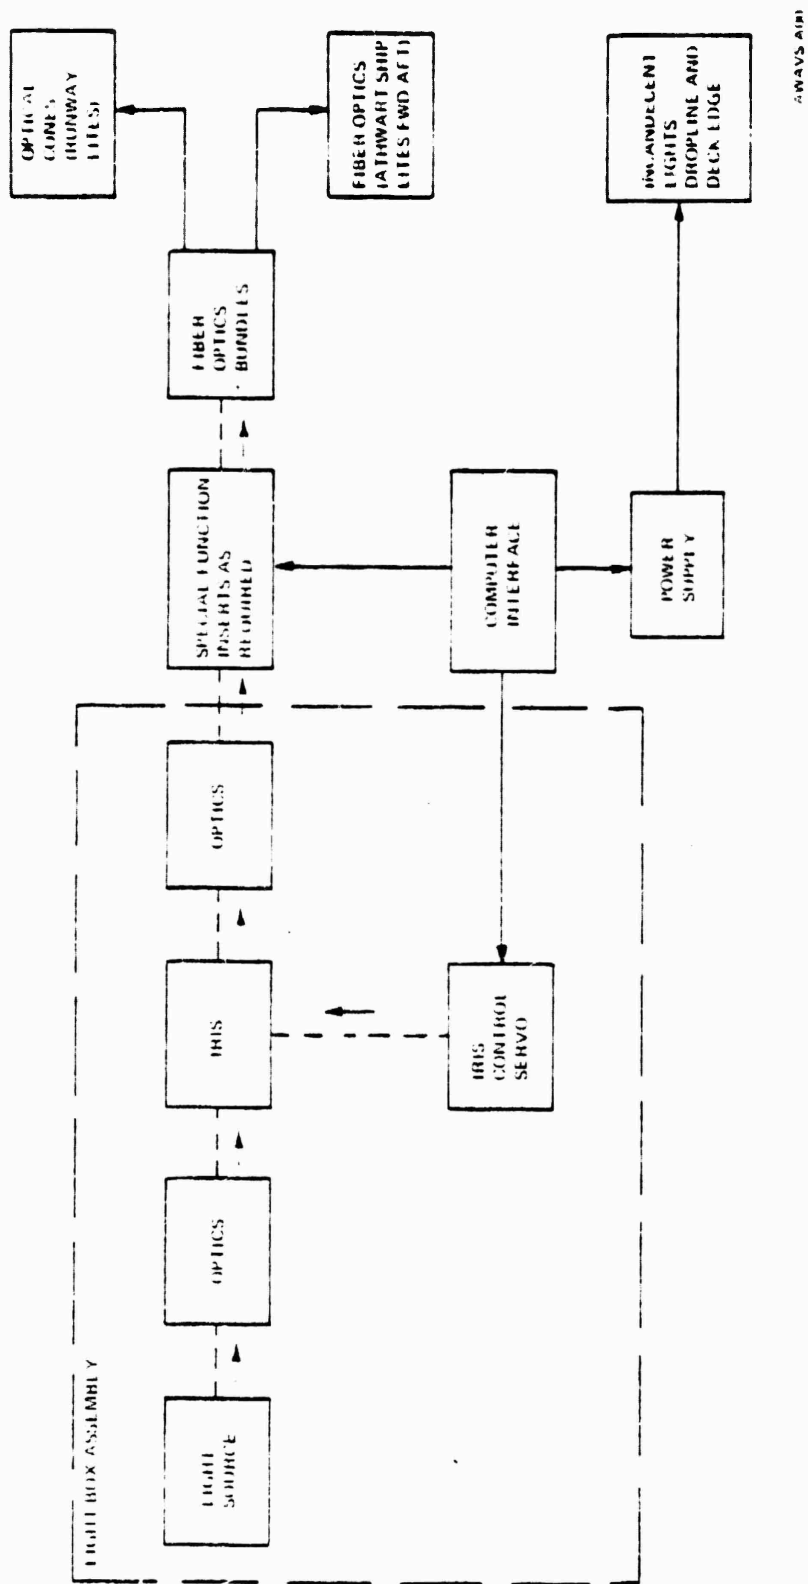 LIGHT BOX ASSEMBLY
LIGHT
SOURCE
OPTICS
IRIS
OPTICS
SPECIAL FUNCTION
INSERTS AS
REQUIRED
FIBER
OPTICS
BUNDLES
OPTICAL
CONES
(RUNWAY
LITES)
FIBER OPTICS
(ATHWART SHIP
LITES FWD AFT)
IRIS
CONTROL
SERVO
COMPUTER
INTERFACE
POWER
SUPPLY
INCANDECENT
LIGHTS
DROPLINE AND
DECK EDGE
AWAVS